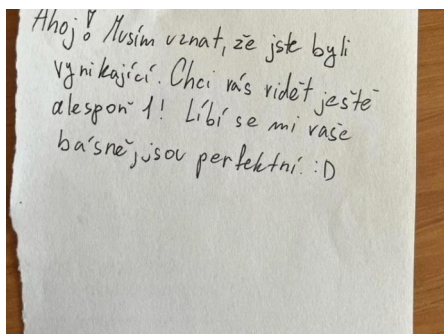 Ahoj! Musím uznat, že jste byli
vynikající. Chci vás vidět ještě
alespoň 1! Líbí se mi vaše
básně, jsou perfektní. :D